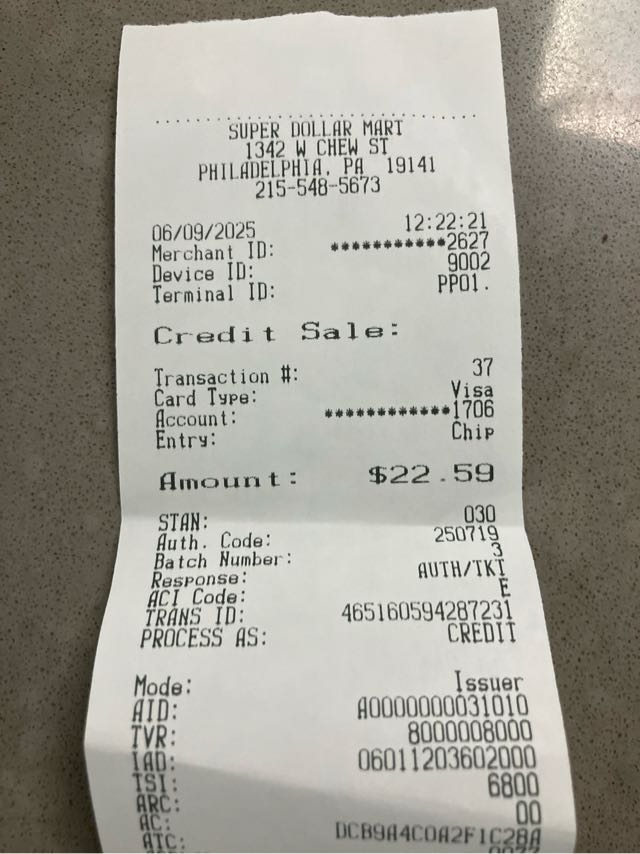 SUPER DOLLAR MART
1342 W CHEW ST
PHILADELPHIA, PA 19141
215-548-5673
06/09/2025 12:22:21
Merchant ID: ***********2627
Device ID: 9002
Terminal ID: PP01.
Credit Sale:
Transaction #: 37
Card Type: Visa
Account: ************1706
Entry: Chip
Amount: $22.59
STAN: 030
Auth. Code: 250719
Batch Number: 3
Response: AUTH/TKT
ACI Code: E
TRANS ID: 465160594287231
PROCESS AS: CREDIT
Mode: Issuer
AID: A0000000031010
TVR: 8000008000
IAD: 06011203602000
TSI: 6800
ARC: 00
AC: DCB9A4C0A2F1C28A
ATC: